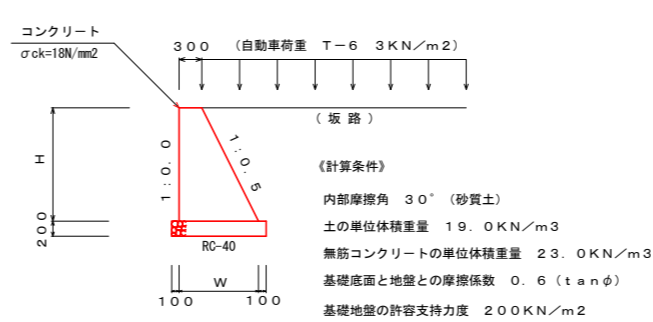 コンクリート
σck=18N/mm2
300 (自動車荷重 T-6 3KN/m2)
(坂路)
H
1:0.0
1:0.5
200
RC-40
W
100
100
《計算条件》
内部摩擦角 30° (砂質土)
土の単位体積重量 19.0KN/m3
無筋コンクリートの単位体積重量 23.0KN/m3
基礎底面と地盤との摩擦係数 0.6(tanφ)
基礎地盤の許容支持力度 200KN/m2